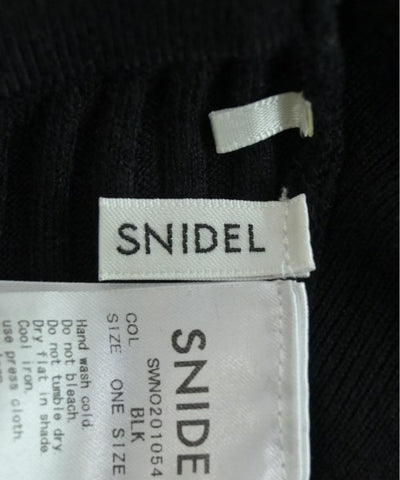 SNIDEL
SNIDE
SWNO201054
COL BLK
SIZE ONE SIZE
Hand wash cold.
Do not bleach.
Do not tumble dry
Dry flat in shade
Cool iron.
use press cloth.